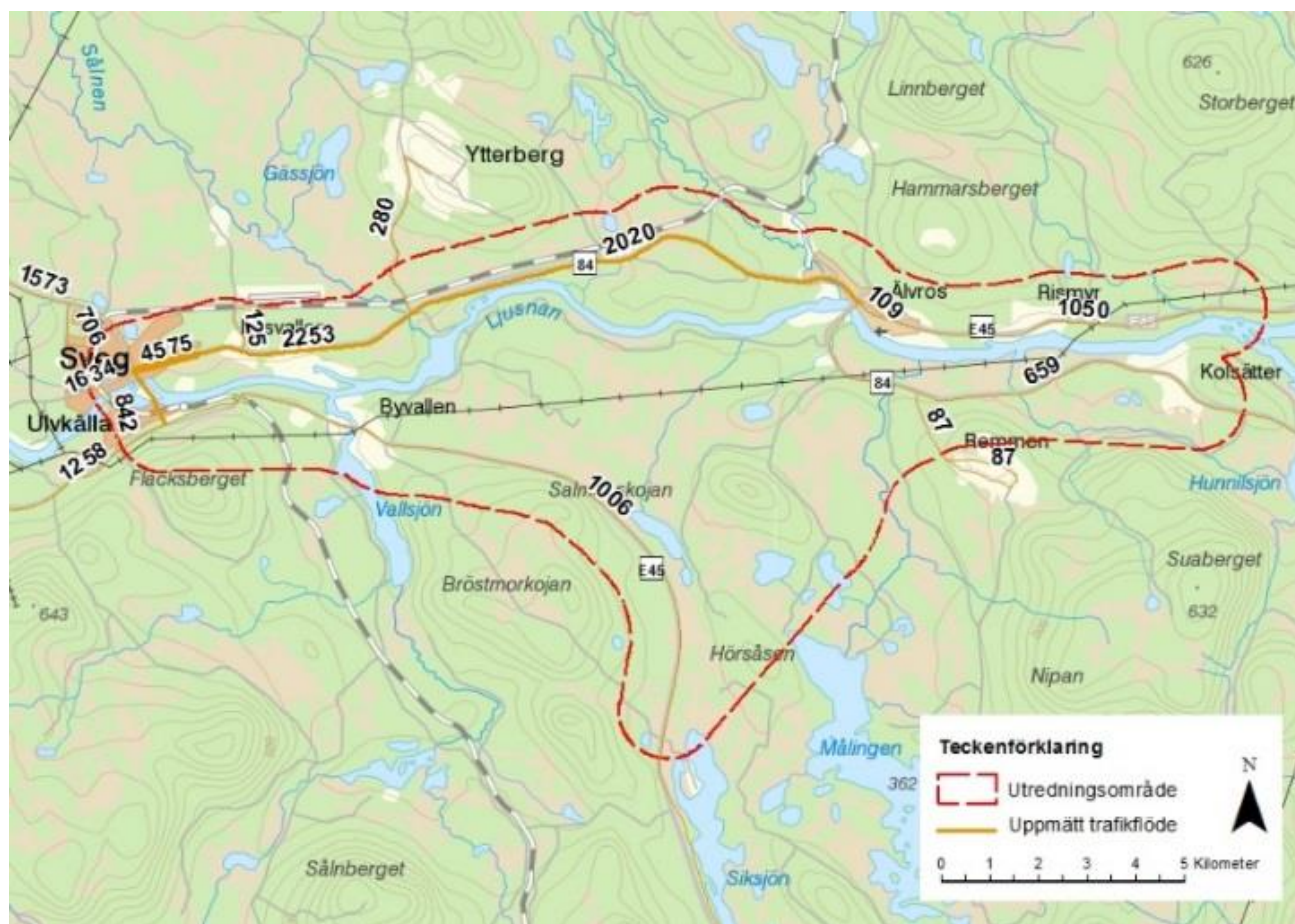 Sålnen
626
Linnberget
Storberget
Ytterberg
Gässjön
Hammarsberget
280
2020
84
1573
Älvros
Rismyr
109
1050
E45
706
125
Ljusnan
2253
4575
Sveg
1634
659
Kolsätter
84
842
Byvallen
Ulvkälla
87
Remmen
87
1258
Flacksberget
1006
Vallsjön
Hunnilsjön
E45
Suaberget
Bröstmorkojan
643
632
Hörsåsen
Nipan
Målingen
362
Sålnberget
Siksjön
Teckenförklaring
Utredningsområde
Uppmätt trafikflöde
N
0 1 2 3 4 5 Kilometer